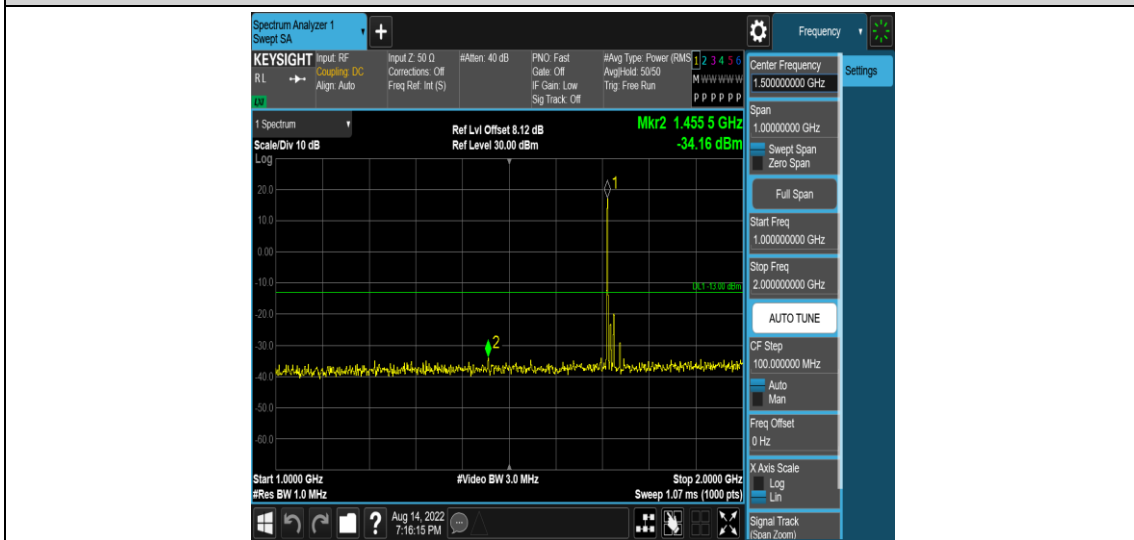 Spectrum Analyzer 1
Swept SA
+
Frequency
KEYSIGHT
RL
LXI
Input: RF
Coupling: DC
Align: Auto
Input Z: 50 Ω
Corrections: Off
Freq Ref: Int (S)
#Atten: 40 dB
PNO: Fast
Gate: Off
IF Gain: Low
Sig Track: Off
#Avg Type: Power (RMS
Avg|Hold: 50/50
Trig: Free Run
1 2 3 4 5 6
M W W W W W
P P P P P P
1 Spectrum
Scale/Div 10 dB
Log
Ref Lvl Offset 8.12 dB
Ref Level 30.00 dBm
Mkr2 1.455 5 GHz
-34.16 dBm
1
20.0
10.0
0.00
-10.0
DL1 -13.00 dBm
-20.0
-30.0
2
-40.0
-50.0
-60.0
Start 1.0000 GHz
#Res BW 1.0 MHz
#Video BW 3.0 MHz
Stop 2.0000 GHz
Sweep 1.07 ms (1000 pts)
?
Aug 14, 2022
7:16:15 PM
Center Frequency
1.500000000 GHz
Settings
Span
1.00000000 GHz
Swept Span
Zero Span
Full Span
Start Freq
1.000000000 GHz
Stop Freq
2.000000000 GHz
AUTO TUNE
CF Step
100.000000 MHz
Auto
Man
Freq Offset
0 Hz
X Axis Scale
Log
Lin
Signal Track
(Span Zoom)